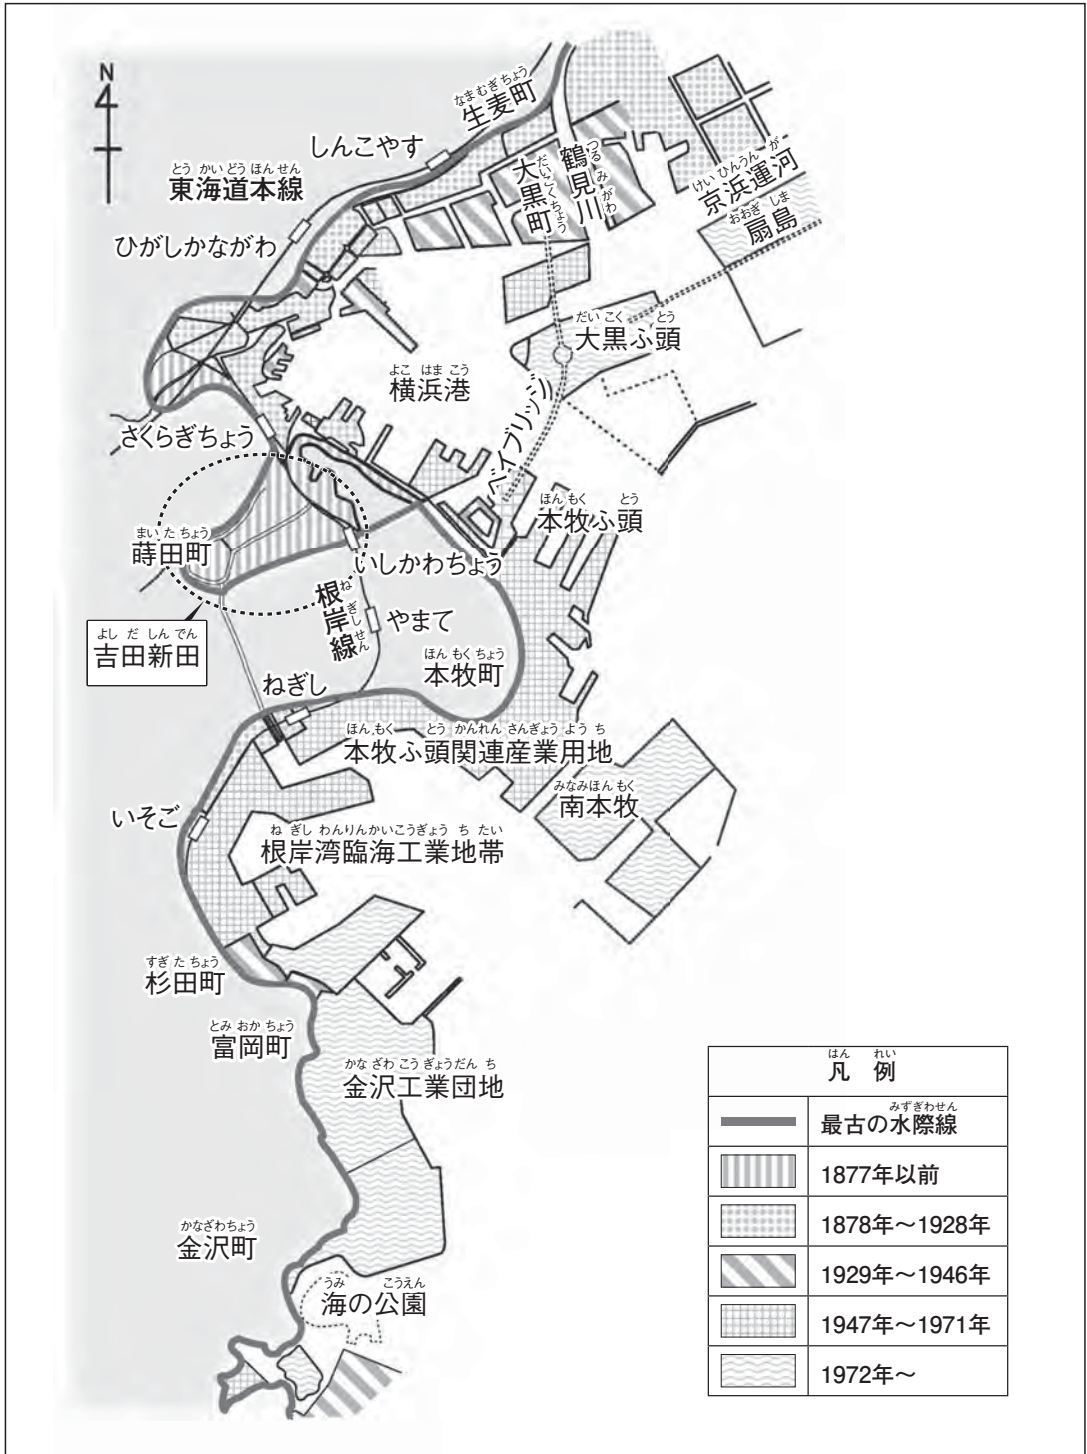 N
なまむぎちょう
生麦町
しんこやす
とうかいどうほんせん
東海道本線
ひがしかながわ
だいこくちょう
大黒町
つるみがわ
鶴見川
けいひんうんが
京浜運河
おおぎしま
扇島
だいこくふとう
大黒ふ頭
よこはまこう
横浜港
ベイブリッジ
さくらぎちょう
ほんもくふとう
本牧ふ頭
まいたちょう
蒔田町
いしかわちょう
ねぎしせん
根岸線
やまて
よしだしんでん
吉田新田
ほんもくちょう
本牧町
ねぎし
ほんもくとうかんれんさんぎょうようち
本牧ふ頭関連産業用地
みなみほんもく
南本牧
いそご
ねぎしわんりんかいこうぎょうちたい
根岸湾臨海工業地帯
すぎたちょう
杉田町
とみおかちょう
富岡町
かなざわこうぎょうだんち
金沢工業団地
かなざわちょう
金沢町
うみこうえん
海の公園
はんれい
凡例
みずぎわせん
最古の水際線
1877年以前
1878年～1928年
1929年～1946年
1947年～1971年
1972年～